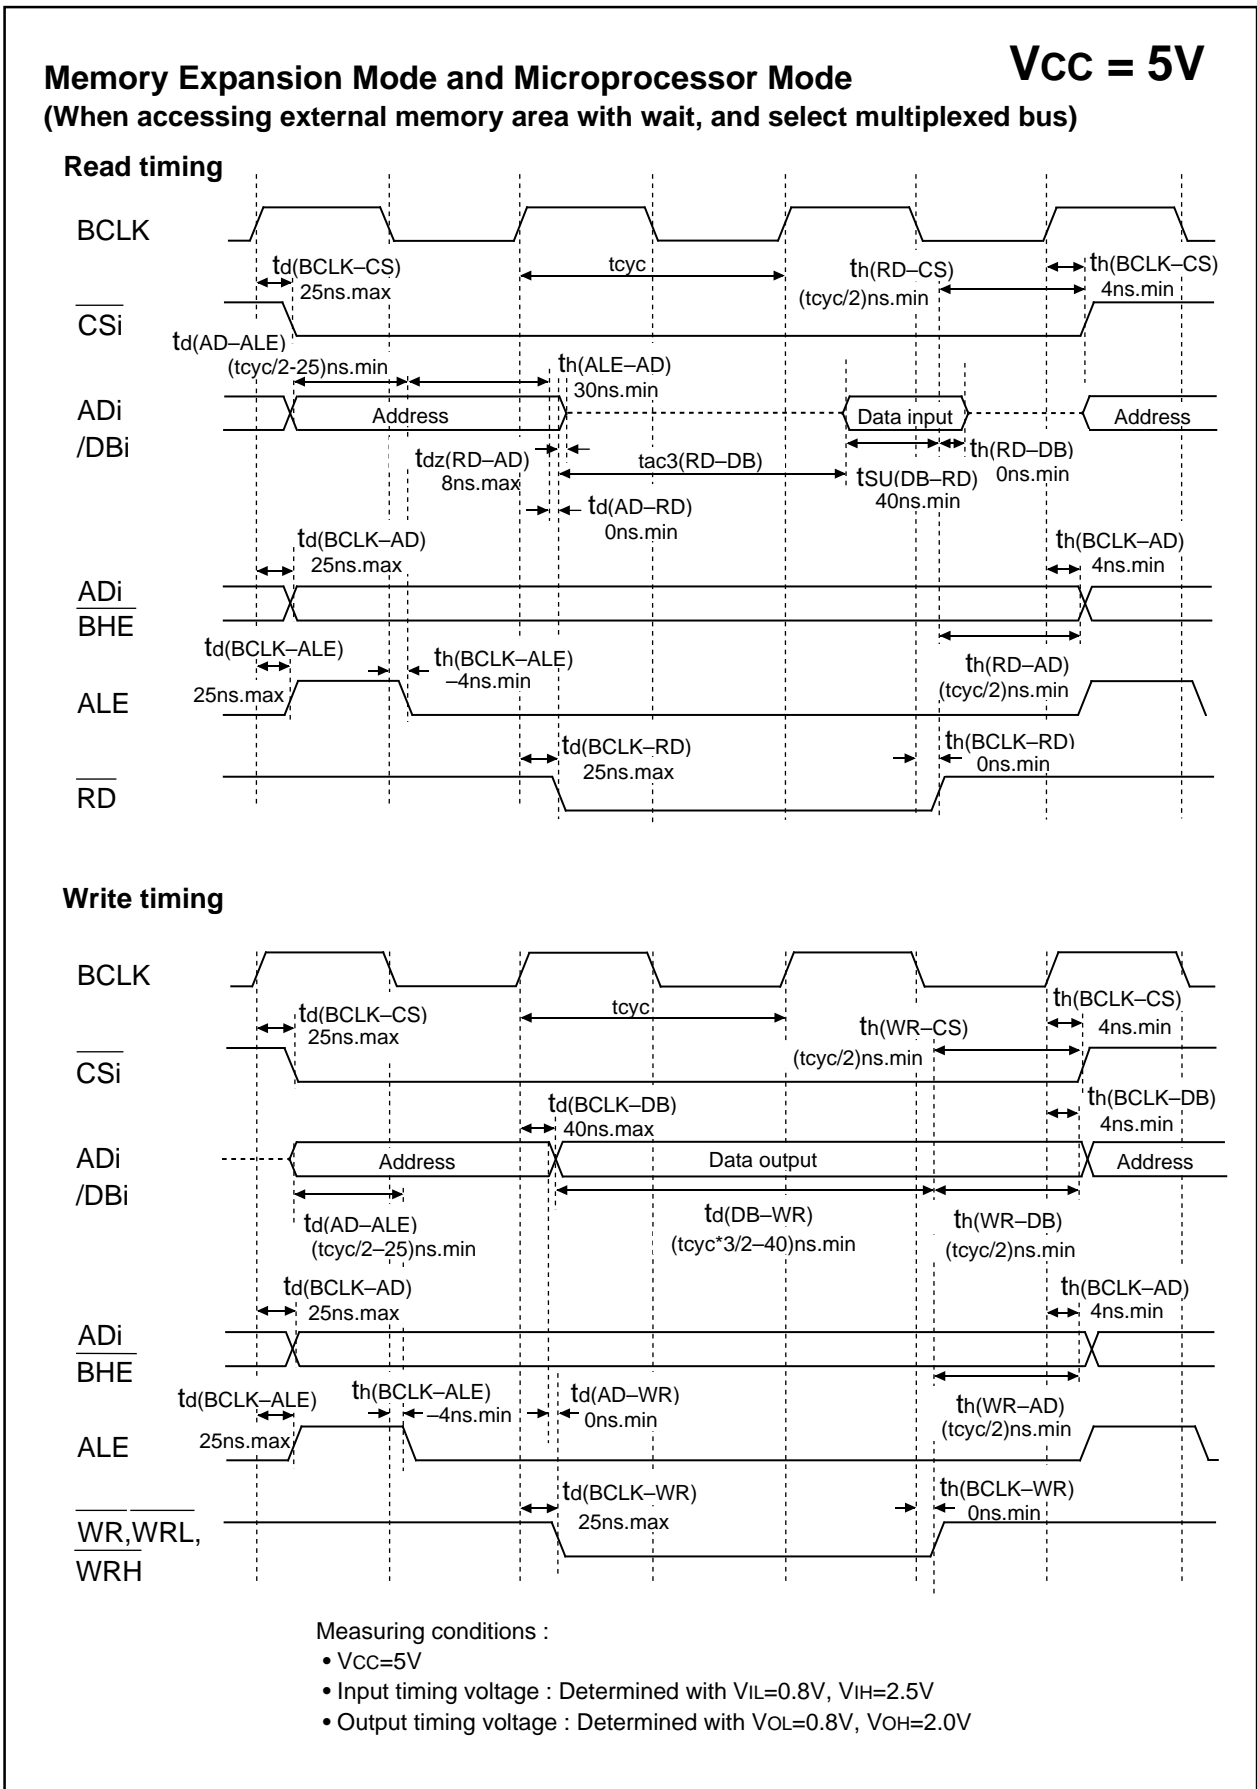 Memory Expansion Mode and Microprocessor Mode
VCC = 5V
(When accessing external memory area with wait, and select multiplexed bus)
Read timing
BCLK
td(BCLK–CS)
25ns.max
tcyc
th(RD–CS)
(tcyc/2)ns.min
th(BCLK–CS)
4ns.min
CSi
td(AD–ALE)
(tcyc/2-25)ns.min
th(ALE–AD)
30ns.min
ADi
/DBi
Address
Data input
Address
tdz(RD–AD)
8ns.max
tac3(RD–DB)
tSU(DB–RD)
40ns.min
th(RD–DB)
0ns.min
td(AD–RD)
0ns.min
td(BCLK–AD)
25ns.max
th(BCLK–AD)
4ns.min
ADi
BHE
td(BCLK–ALE)
25ns.max
th(BCLK–ALE)
–4ns.min
th(RD–AD)
(tcyc/2)ns.min
ALE
td(BCLK–RD)
25ns.max
th(BCLK–RD)
0ns.min
RD
Write timing
BCLK
td(BCLK–CS)
25ns.max
tcyc
th(WR–CS)
(tcyc/2)ns.min
th(BCLK–CS)
4ns.min
CSi
td(BCLK–DB)
40ns.max
th(BCLK–DB)
4ns.min
ADi
/DBi
Address
Data output
Address
td(AD–ALE)
(tcyc/2–25)ns.min
td(DB–WR)
(tcyc*3/2–40)ns.min
th(WR–DB)
(tcyc/2)ns.min
td(BCLK–AD)
25ns.max
th(BCLK–AD)
4ns.min
ADi
BHE
td(BCLK–ALE)
25ns.max
th(BCLK–ALE)
–4ns.min
td(AD–WR)
0ns.min
th(WR–AD)
(tcyc/2)ns.min
ALE
td(BCLK–WR)
25ns.max
th(BCLK–WR)
0ns.min
WR,WRL,
WRH
Measuring conditions :
• VCC=5V
• Input timing voltage : Determined with VIL=0.8V, VIH=2.5V
• Output timing voltage : Determined with VOL=0.8V, VOH=2.0V